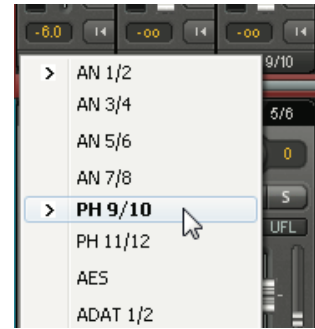 -6.0 -oo -oo
9/10
> AN 1/2
AN 3/4
5/6
AN 5/6
0
AN 7/8
S
> PH 9/10
UFL
PH 11/12
AES
ADAT 1/2